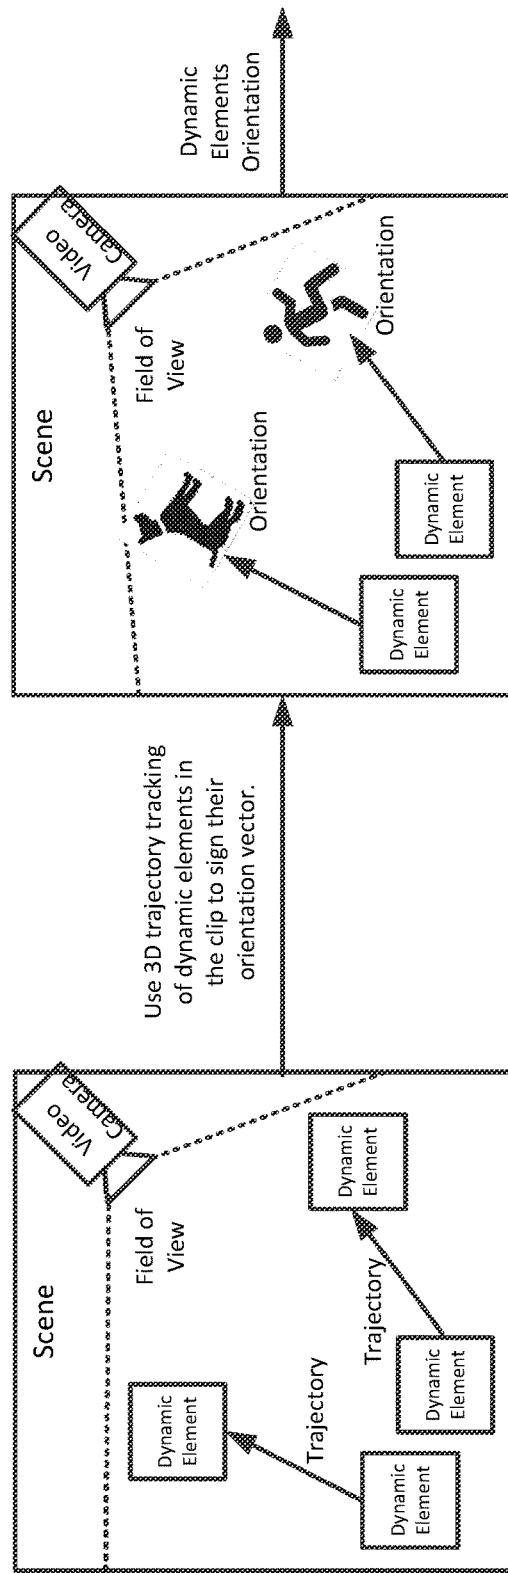 Scene
Video
Camera
Field of
View
Dynamic
Element
Trajectory
Dynamic
Element
Dynamic
Element
Trajectory
Dynamic
Element
Use 3D trajectory tracking
of dynamic elements in
the clip to sign their
orientation vector.
Scene
Video
Camera
Field of
View
Orientation
Dynamic
Element
Orientation
Dynamic
Element
Dynamic
Elements
Orientation